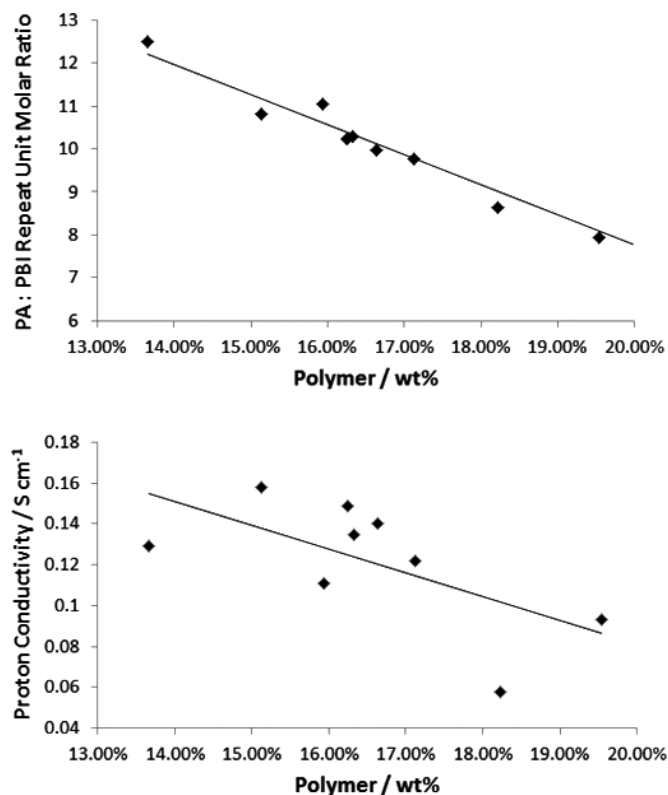 13
12
11
10
9
8
7
6
PA : PBI Repeat Unit Molar Ratio
13.00% 14.00% 15.00% 16.00% 17.00% 18.00% 19.00% 20.00%
Polymer / wt%
0.18
0.16
0.14
0.12
0.1
0.08
0.06
0.04
Proton Conductivity / S cm⁻¹
13.00% 14.00% 15.00% 16.00% 17.00% 18.00% 19.00% 20.00%
Polymer / wt%